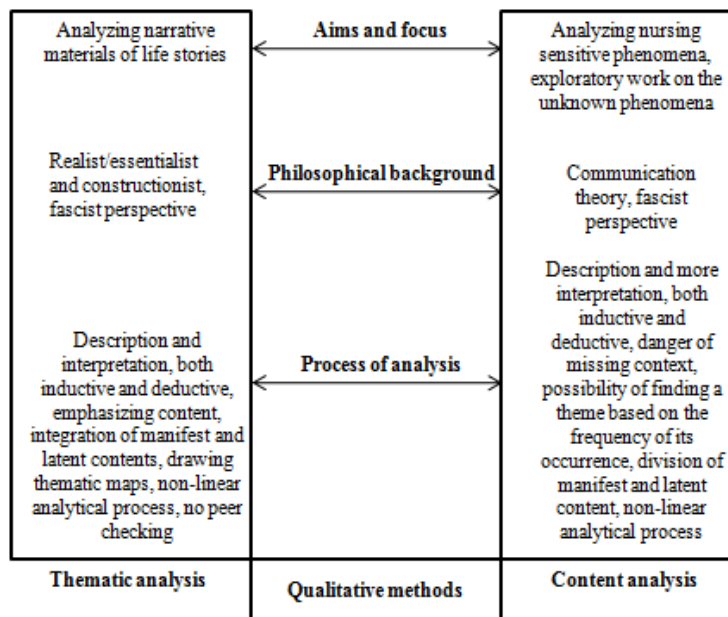 Analyzing narrative
materials of life stories
Aims and focus
Analyzing nursing
sensitive phenomena,
exploratory work on the
unknown phenomena
Realist/essentialist
and constructionist,
fascist perspective
Philosophical background
Communication
theory, fascist
perspective
Description and
interpretation, both
inductive and deductive,
emphasizing content,
integration of manifest and
latent contents, drawing
thematic maps, non-linear
analytical process, no peer
checking
Process of analysis
Description and more
interpretation, both
inductive and
deductive, danger of
missing context,
possibility of finding a
theme based on the
frequency of its
occurrence, division of
manifest and latent
content, non-linear
analytical process
Thematic analysis
Qualitative methods
Content analysis